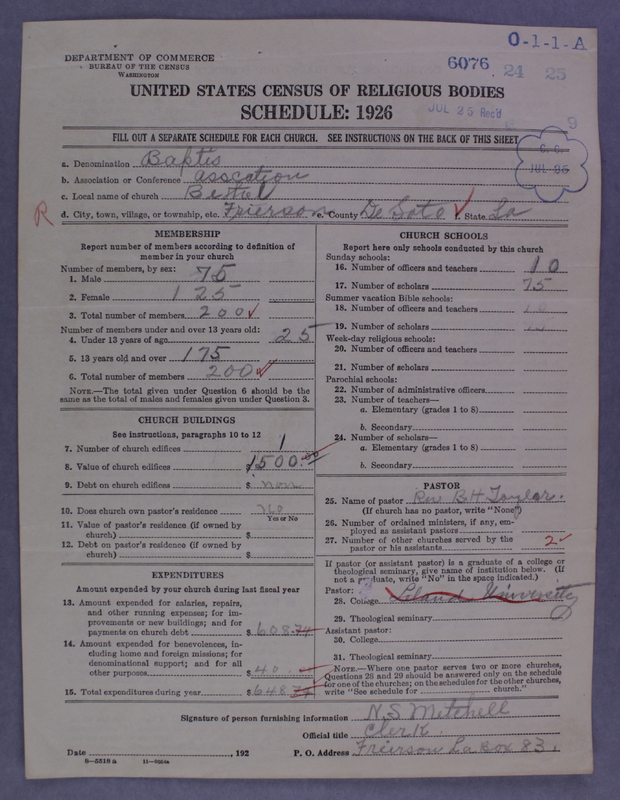 O-1-1-A
DEPARTMENT OF COMMERCE
BUREAU OF THE CENSUS
WASHINGTON
6076
24 25
UNITED STATES CENSUS OF RELIGIOUS BODIES
SCHEDULE: 1926
JUL 25 Rec'd
9
FILL OUT A SEPARATE SCHEDULE FOR EACH CHURCH. SEE INSTRUCTIONS ON THE BACK OF THIS SHEET
a. Denomination Baptis
b. Association or Conference asscation
c. Local name of church Bethel
R d. City, town, village, or township, etc. Frierson e. County De Soto f. State La
MEMBERSHIP
Report number of members according to definition of
member in your church
Number of members, by sex:
1. Male 75
2. Female 125
3. Total number of members 200
Number of members under and over 13 years old:
4. Under 13 years of age 25
5. 13 years old and over 175
6. Total number of members 200
NOTE.—The total given under Question 6 should be the
same as the total of males and females given under Question 3.
CHURCH BUILDINGS
See instructions, paragraphs 10 to 12
7. Number of church edifices 1
8. Value of church edifices $ 1500.00
9. Debt on church edifices $ non
10. Does church own pastor's residence no
Yes or No
11. Value of pastor's residence (if owned by
church) $
12. Debt on pastor's residence (if owned by
church) $
EXPENDITURES
Amount expended by your church during last fiscal year
13. Amount expended for salaries, repairs,
and other running expenses; for im-
provements or new buildings; and for
payments on church debt $ 608.74
14. Amount expended for benevolences, in-
cluding home and foreign missions; for
denominational support; and for all
other purposes $ 40
15. Total expenditures during year $ 648.74
CHURCH SCHOOLS
Report here only schools conducted by this church
Sunday schools:
16. Number of officers and teachers 10
17. Number of scholars 75
Summer vacation Bible schools:
18. Number of officers and teachers
19. Number of scholars
Week-day religious schools:
20. Number of officers and teachers
21. Number of scholars
Parochial schools:
22. Number of administrative officers
23. Number of teachers—
a. Elementary (grades 1 to 8)
b. Secondary
24. Number of scholars—
a. Elementary (grades 1 to 8)
b. Secondary
PASTOR
25. Name of pastor Rev. B. H. Taylor.
(If church has no pastor, write "None")
26. Number of ordained ministers, if any, em-
ployed as assistant pastors
27. Number of other churches served by the
pastor or his assistants 2
If pastor (or assistant pastor) is a graduate of a college or
theological seminary, give name of institution below. (If
not a graduate, write "No" in the space indicated.)
Pastor:
28. College Leland University
29. Theological seminary
Assistant pastor:
30. College
31. Theological seminary
NOTE.—Where one pastor serves two or more churches,
Questions 28 and 29 should be answered only on the schedule
for one of the churches; on the schedules for the other churches,
write "See schedule for church."
Signature of person furnishing information N.S. Mitchell
Official title Clerk.
Date , 192 P. O. Address Frierson La Box 83.
8-5518a